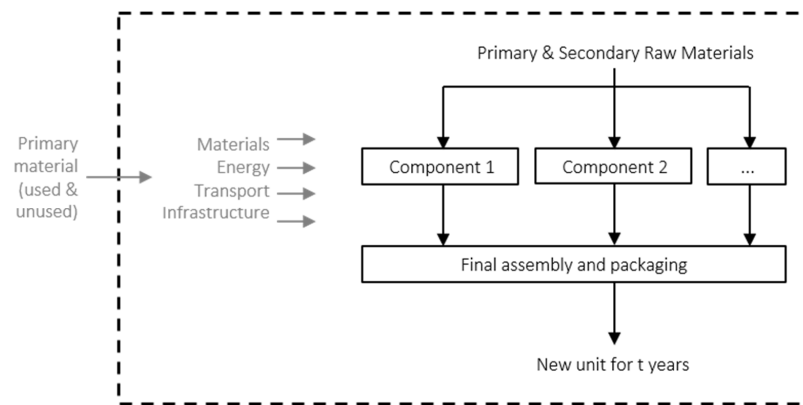 Primary & Secondary Raw Materials
Primary
material
(used &
unused)
Materials
Energy
Transport
Infrastructure
Component 1
Component 2
...
Final assembly and packaging
New unit for t years